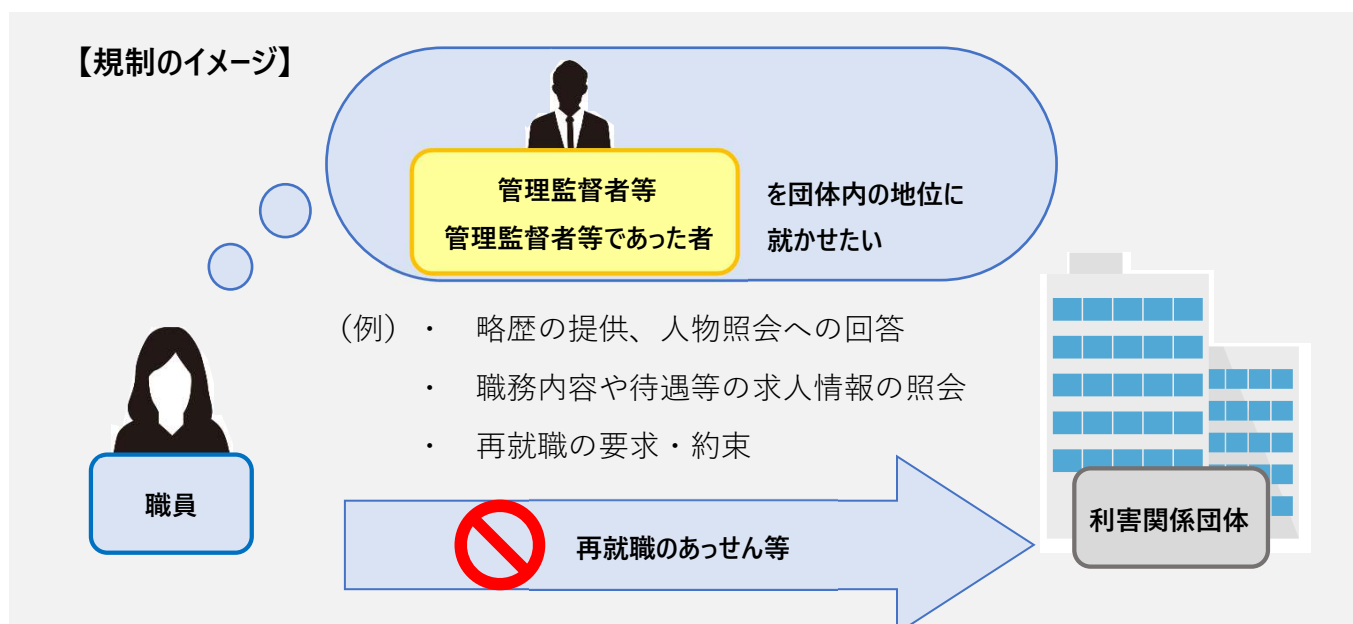 【規制のイメージ】
管理監督者等
管理監督者等であった者
を団体内の地位に
就かせたい
（例）・ 略歴の提供、人物照会への回答
・ 職務内容や待遇等の求人情報の照会
・ 再就職の要求・約束
職員
再就職のあっせん等
利害関係団体